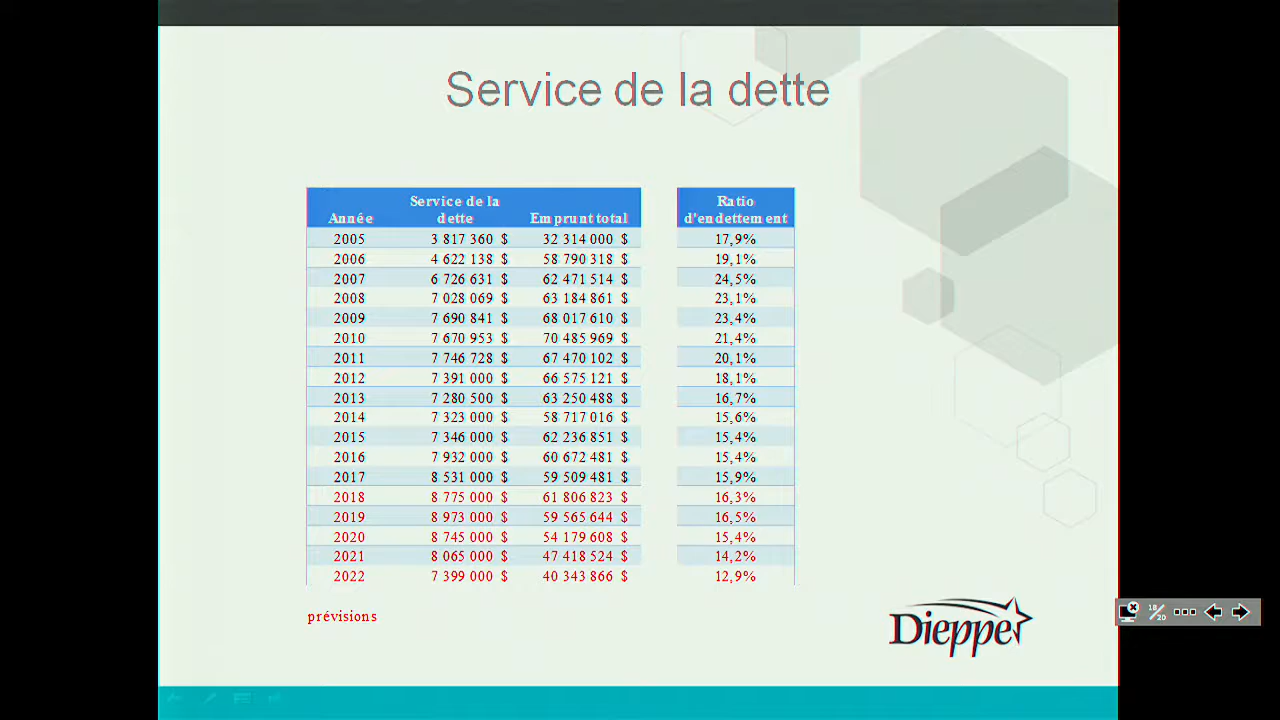 Service de la dette
Service de la
Année dette Emprunt total
2005 3 817 360 $ 32 314 000 $
2006 4 622 138 $ 58 790 318 $
2007 6 726 631 $ 62 471 514 $
2008 7 028 069 $ 63 184 861 $
2009 7 690 841 $ 68 017 610 $
2010 7 670 953 $ 70 485 969 $
2011 7 746 728 $ 67 470 102 $
2012 7 391 000 $ 66 575 121 $
2013 7 280 500 $ 63 250 488 $
2014 7 323 000 $ 58 717 016 $
2015 7 346 000 $ 62 236 851 $
2016 7 932 000 $ 60 672 481 $
2017 8 531 000 $ 59 509 481 $
2018 8 775 000 $ 61 806 823 $
2019 8 973 000 $ 59 565 644 $
2020 8 745 000 $ 54 179 608 $
2021 8 065 000 $ 47 418 524 $
2022 7 399 000 $ 40 343 866 $
Ratio
d'endettement
17,9%
19,1%
24,5%
23,1%
23,4%
21,4%
20,1%
18,1%
16,7%
15,6%
15,4%
15,4%
15,9%
16,3%
16,5%
15,4%
14,2%
12,9%
prévisions
Dieppe
18/20